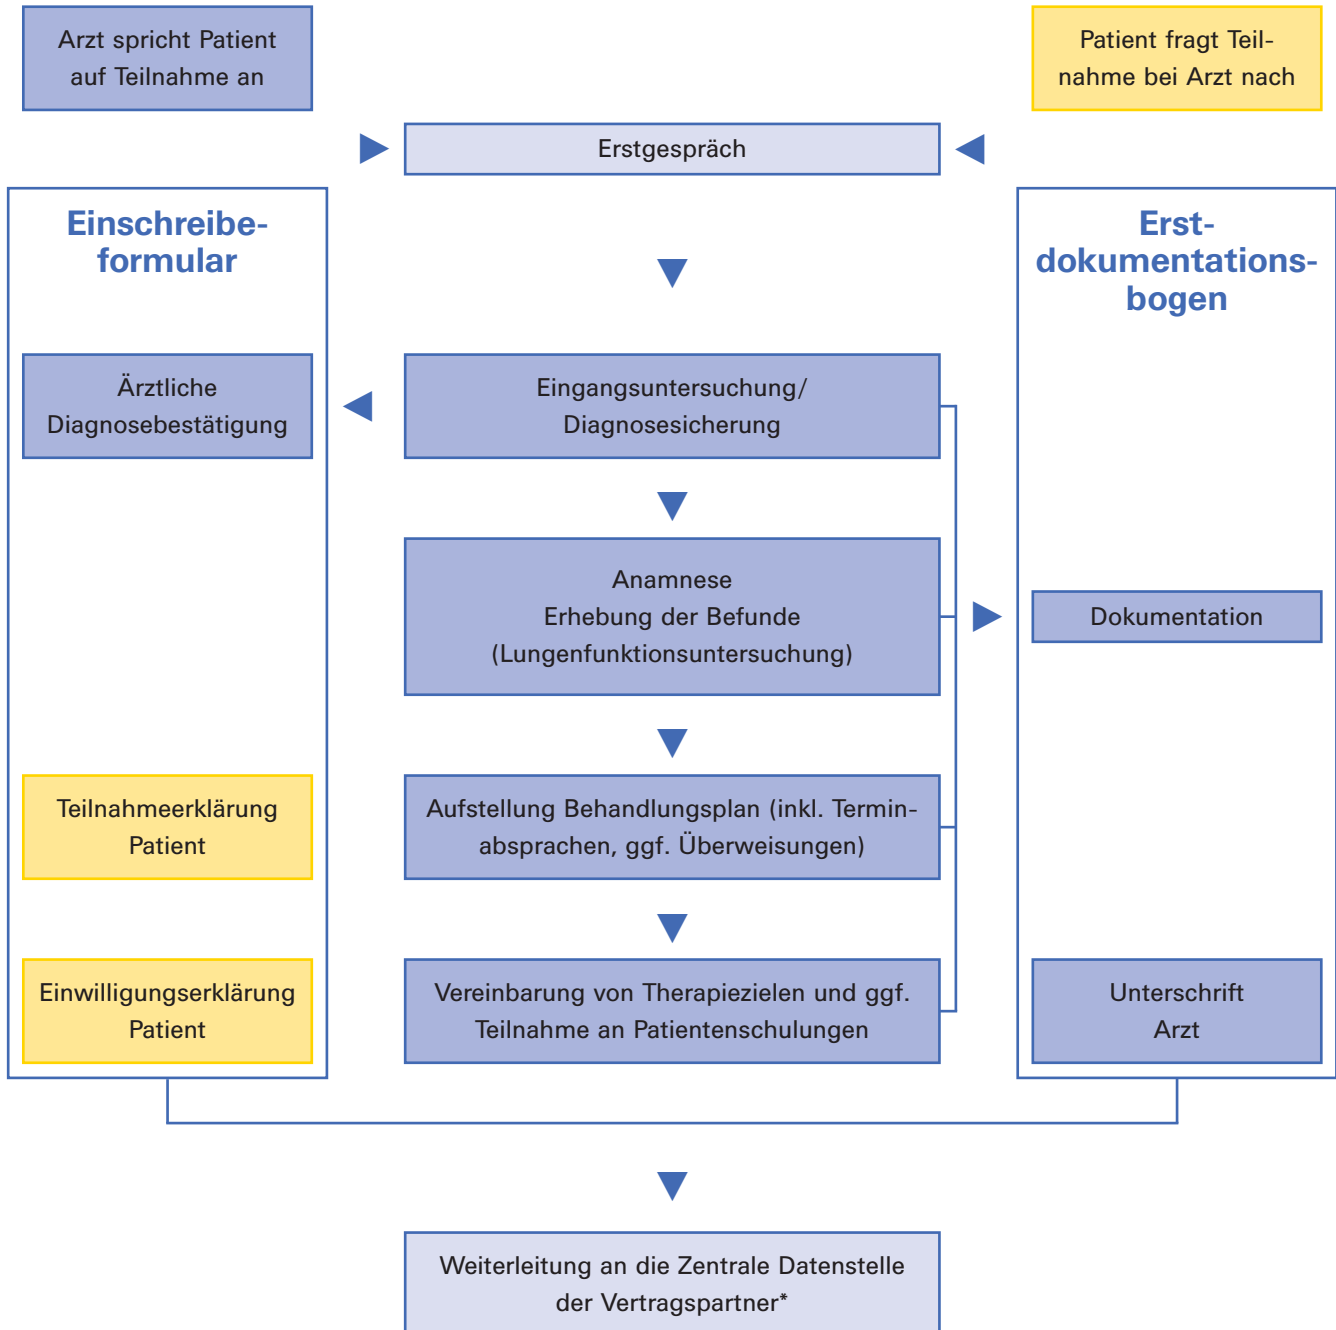 Arzt spricht Patient
auf Teilnahme an
Patient fragt Teil-
nahme bei Arzt nach
Erstgespräch
Einschreibe-
formular
Erst-
dokumentations-
bogen
Ärztliche
Diagnosebestätigung
Eingangsuntersuchung/
Diagnosesicherung
Anamnese
Erhebung der Befunde
(Lungenfunktionsuntersuchung)
Dokumentation
Teilnahmeerklärung
Patient
Aufstellung Behandlungsplan (inkl. Termin-
absprachen, ggf. Überweisungen)
Einwilligungserklärung
Patient
Vereinbarung von Therapiezielen und ggf.
Teilnahme an Patientenschulungen
Unterschrift
Arzt
Weiterleitung an die Zentrale Datenstelle
der Vertragspartner*